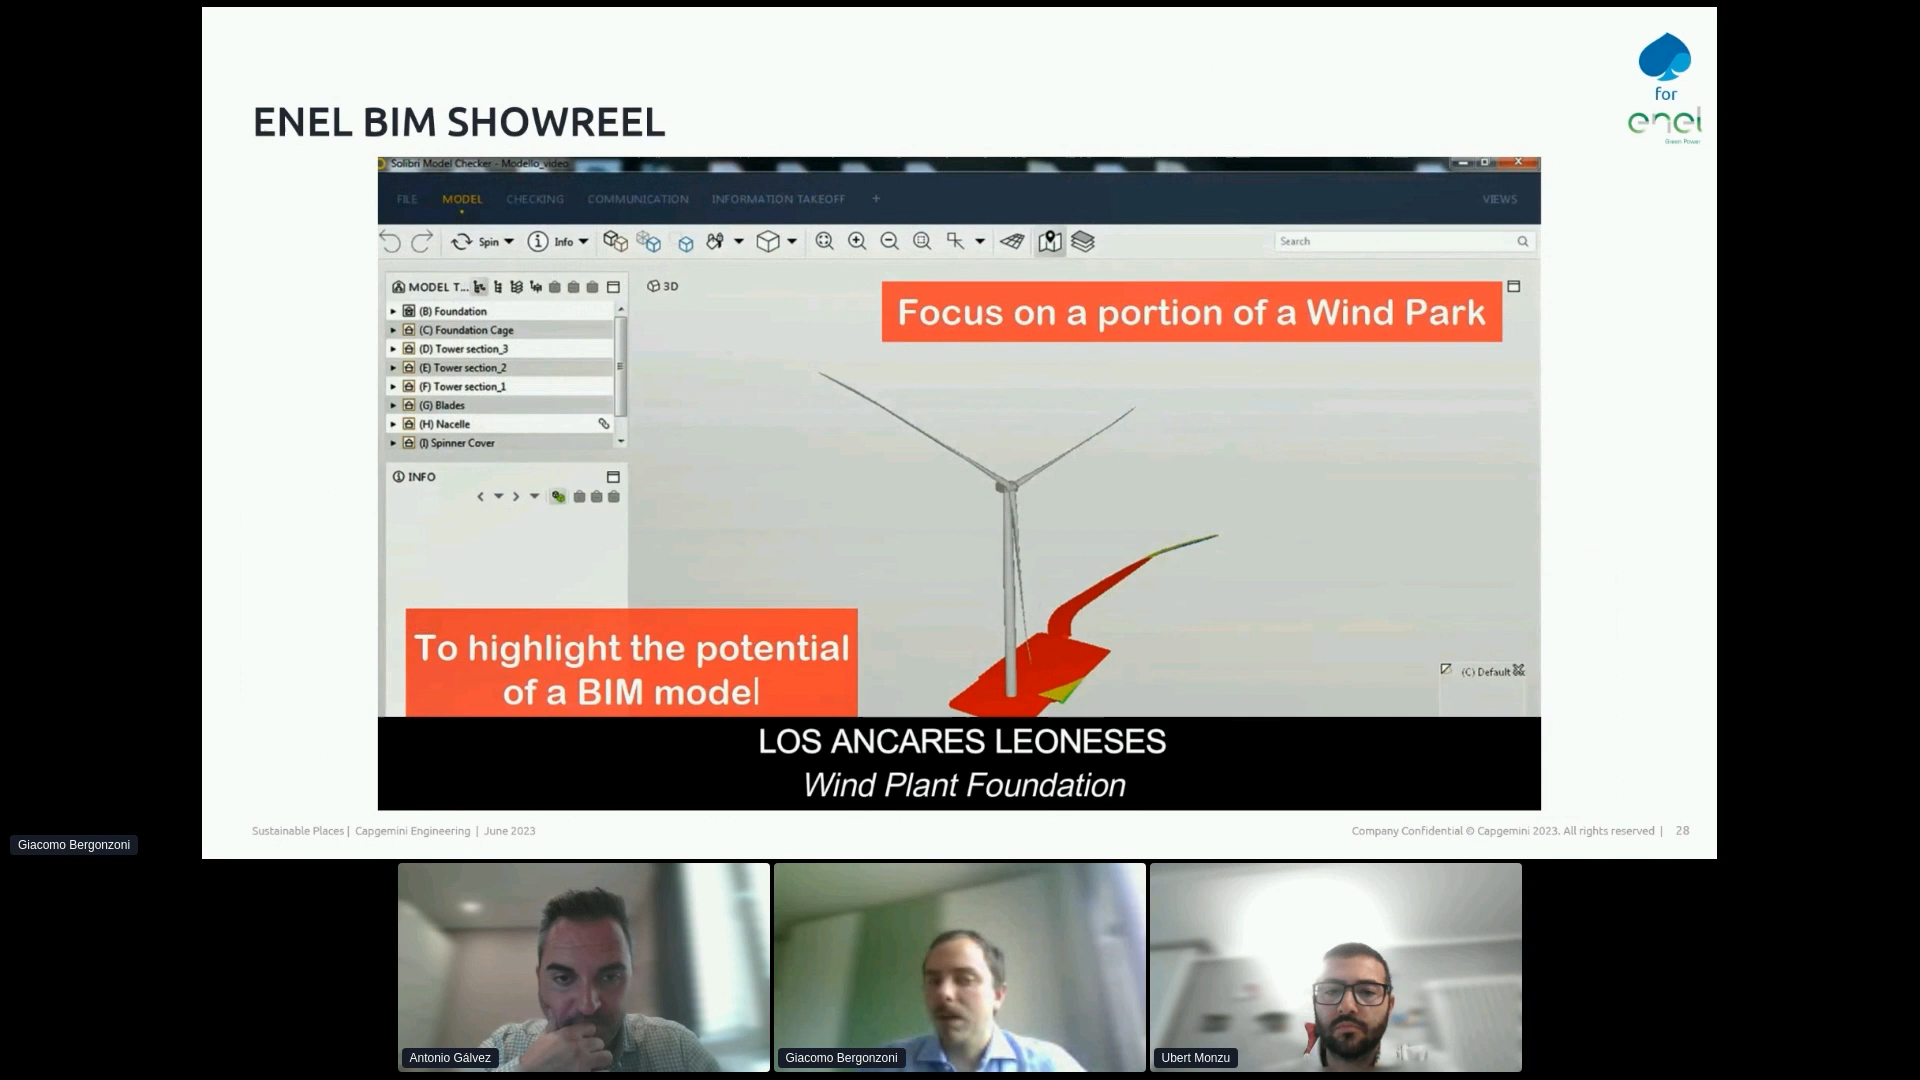 for
enel
Green Power
ENEL BIM SHOWREEL
Solibri Model Checker - Modello_video
FILE MODEL CHECKING COMMUNICATION INFORMATION TAKEOFF + VIEWS
Spin Info Search
MODEL T...
3D
(B) Foundation
(C) Foundation Cage
(D) Tower section_3
(E) Tower section_2
(F) Tower section_1
(G) Blades
(H) Nacelle
(I) Spinner Cover
INFO
Focus on a portion of a Wind Park
To highlight the potential
of a BIM model
(C) Default
LOS ANCARES LEONESES
Wind Plant Foundation
Sustainable Places | Capgemini Engineering | June 2023
Company Confidential © Capgemini 2023. All rights reserved | 28
Giacomo Bergonzoni
Antonio Gálvez
Giacomo Bergonzoni
Ubert Monzu